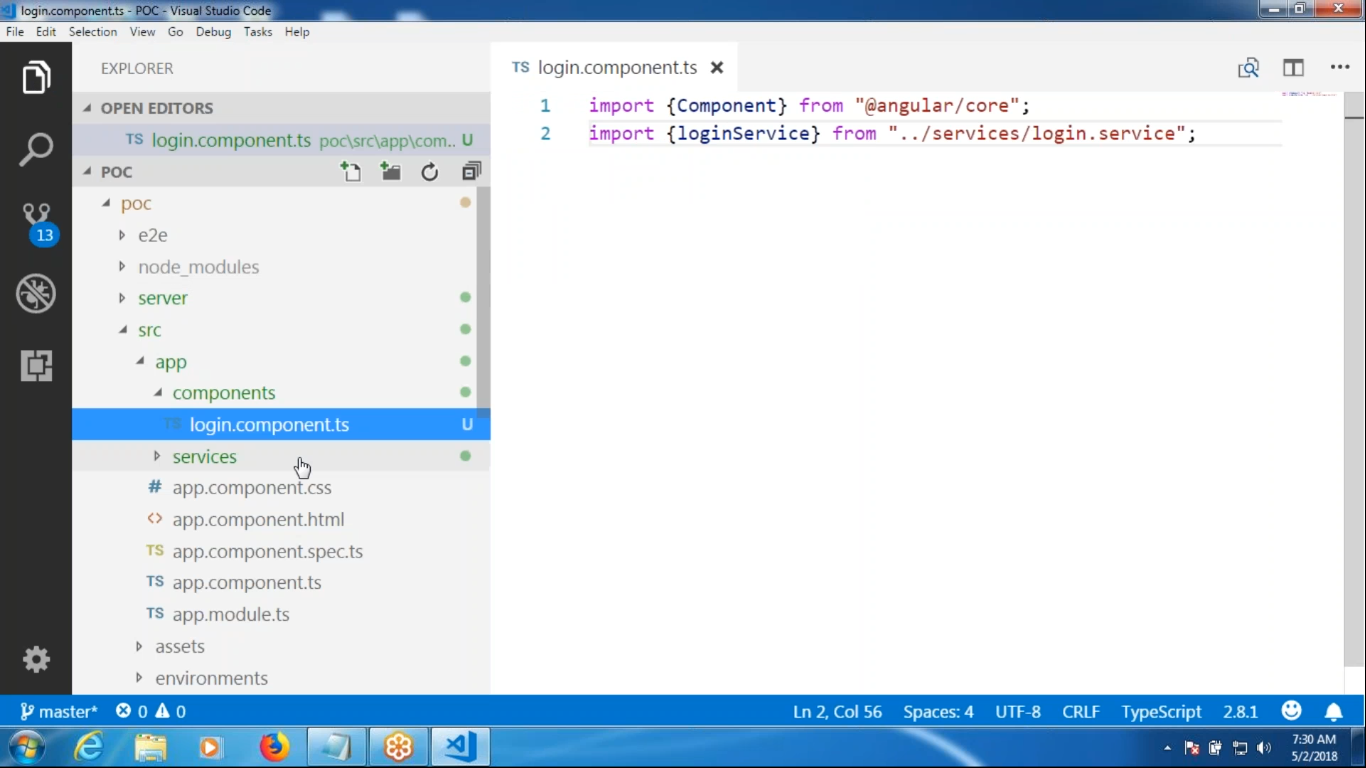 login.component.ts - POC - Visual Studio Code
File Edit Selection View Go Debug Tasks Help
EXPLORER
OPEN EDITORS
TS login.component.ts poc\src\app\com.. U
POC
poc
e2e
node_modules
server
src
app
components
TS login.component.ts U
services
# app.component.css
<> app.component.html
TS app.component.spec.ts
TS app.component.ts
TS app.module.ts
assets
environments
13
TS login.component.ts
1 import {Component} from "@angular/core";
2 import {loginService} from "../services/login.service";
master* 0 0 Ln 2, Col 56 Spaces: 4 UTF-8 CRLF TypeScript 2.8.1
7:30 AM
5/2/2018